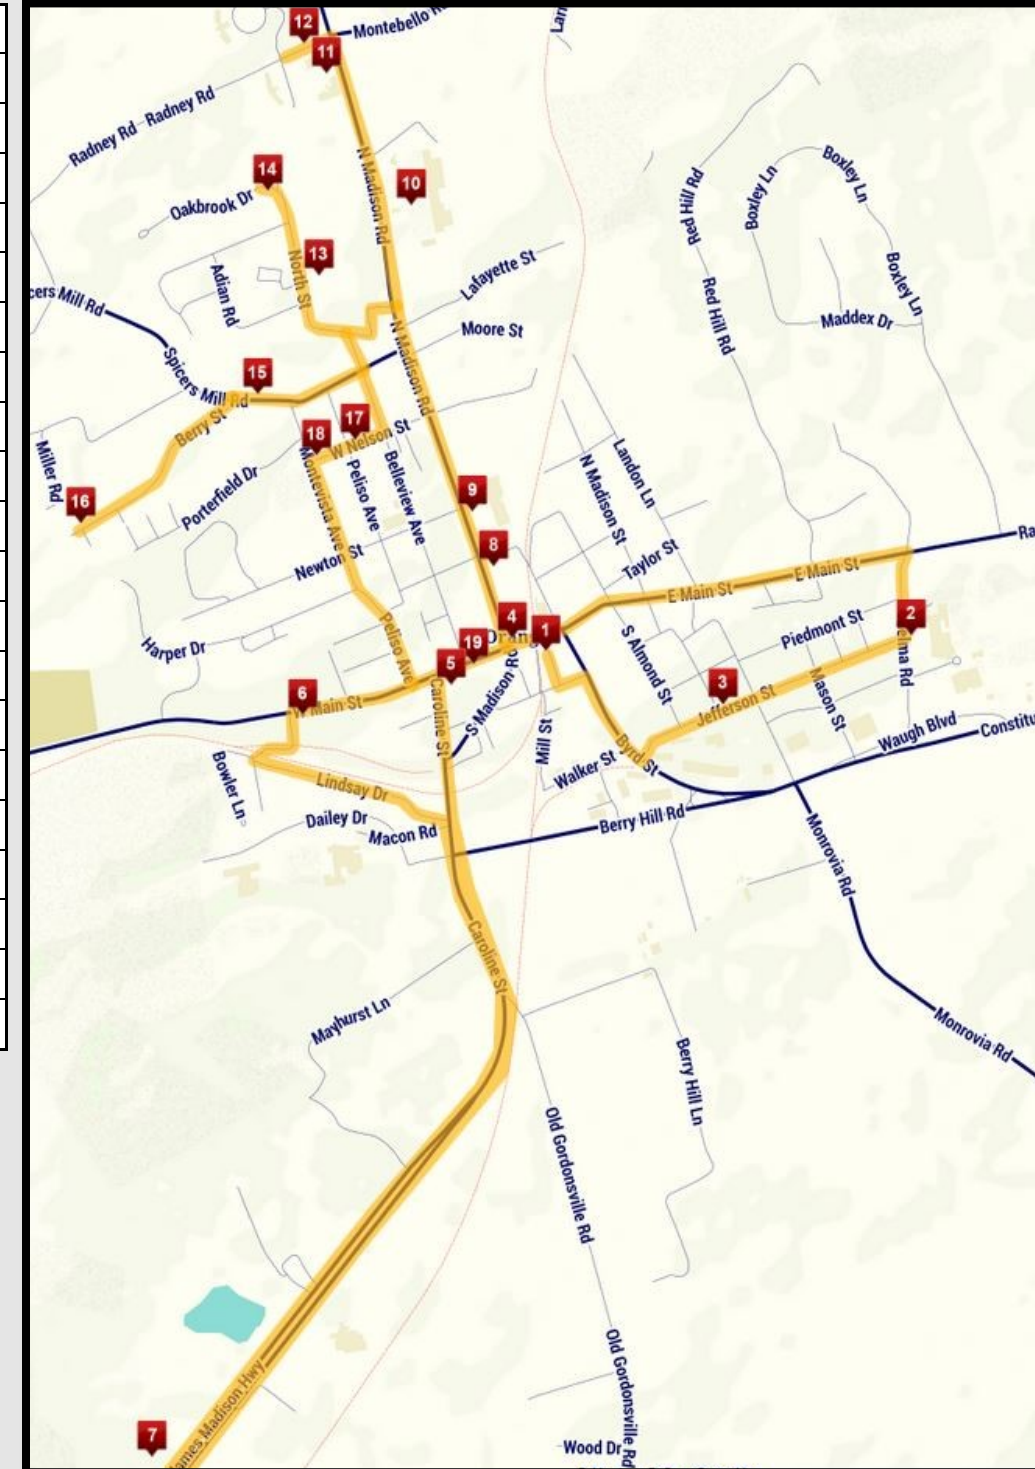 12
Montebello
11
Radney Rd
Radney Rd
N Madison Rd
14
10
Oakbrook Dr
Boxley Ln
Boxley Ln
Red Hill Rd
13
North St
Adian Rd
Lafayette St
Boxley Ln
cers Mill Rd
Red Hill Rd
Maddex Dr
Moore St
N Madison Rd
Spicers Mill Rd
15
Berry St
17
18
W Nelson St
Miller Rd
Porterfield Dr
Montevista Ave
Peliso Ave
Belleview Ave
Landon Ln
N Madison St
16
9
8
Newton St
Taylor St
Ra
E Main St
E Main St
4
1
2
Orang
19
5
Harper Dr
Peliso Ave
S Almond St
Piedmont St
elma Rd
6
W Main St
Caroline St
S Madison Rd
3
Jefferson St
Mason St
Mill St
Byrd St
Waugh Blvd
Constitu
Bowler Ln
Lindsay Dr
Walker St
Dailey Dr
Macon Rd
Berry Hill Rd
Monrovia Rd
Caroline St
Mayhurst Ln
Monrovia Rd
Berry Hill Ln
Old Gordonsville Rd
Old Gordonsville Rd
7
ames Madison Hwy
Wood Dr